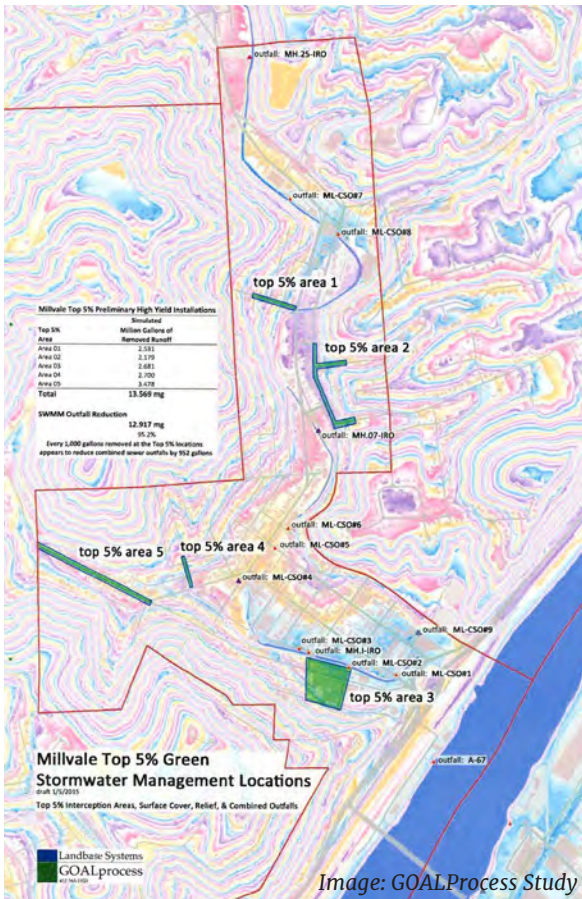 outfall: MH.25-IRO
outfall: ML-CSO#7
outfall: ML-CSO#8
top 5% area 1
Millvale Top 5% Preliminary High Yield Installations
Simulated
Top 5% Million Gallons of
Area Removed Runoff
Area 01 2.531
Area 02 2.179
Area 03 2.681
Area 04 2.700
Area 05 3.478
Total 13.569 mg
SWMM Outfall Reduction
12.917 mg
95.2%
Every 1,000 gallons removed at the Top 5% locations
appears to reduce combined sewer outfalls by 952 gallons
top 5% area 2
outfall: MH.07-IRO
outfall: ML-CSO#6
top 5% area 4
outfall: ML-CSO#5
top 5% area 5
outfall: ML-CSO#4
outfall: ML-CSO#9
outfall: ML-CSO#3
outfall: MH.I-IRO
outfall: ML-CSO#2
outfall: ML-CSO#1
top 5% area 3
outfall: A-67
Millvale Top 5% Green
Stormwater Management Locations
draft 1/5/2015
Top 5% Interception Areas, Surface Cover, Relief, & Combined Outfalls
Landbase Systems
GOALprocess
Image: GOALProcess Study